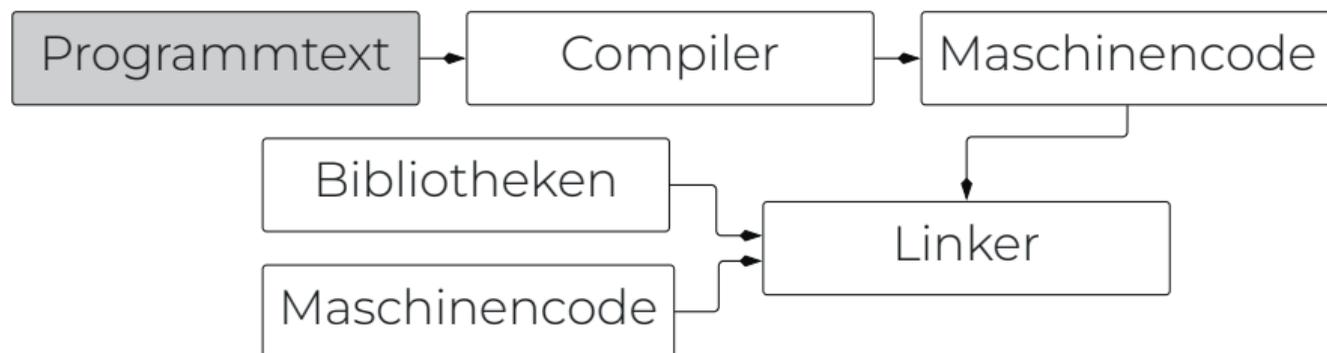 Programmtext
Compiler
Maschinencode
Bibliotheken
Linker
Maschinencode